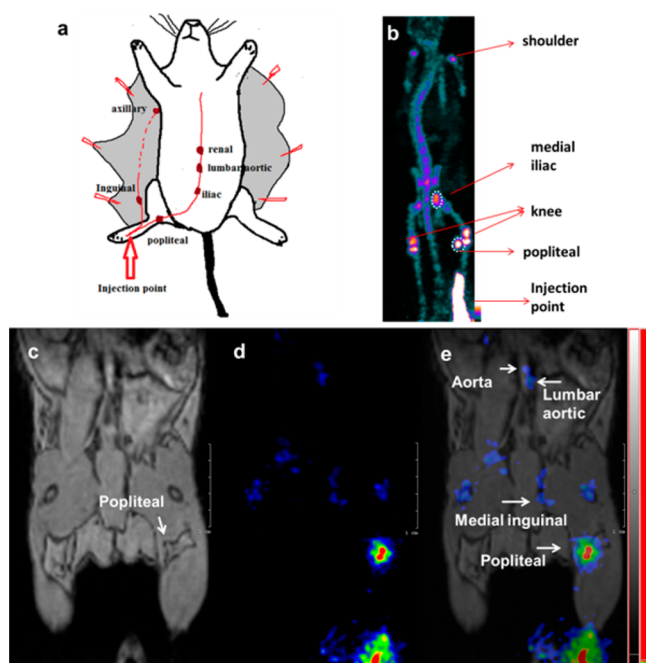 a
axillary
renal
lumbar aortic
Inguinal
iliac
popliteal
Injection point
b
shoulder
medial
iliac
knee
popliteal
Injection
point
c
Popliteal
d
e
Aorta
Lumbar
aortic
Medial inguinal
Popliteal